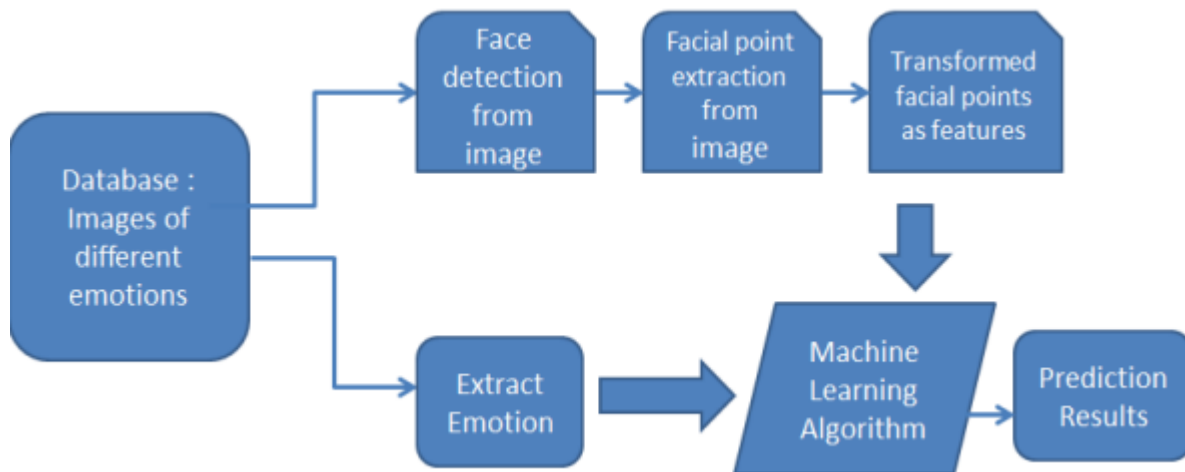 Face
detection
from
image
Facial point
extraction
from
image
Transformed
facial points
as features
Database :
Images of
different
emotions
Extract
Emotion
Machine
Learning
Algorithm
Prediction
Results